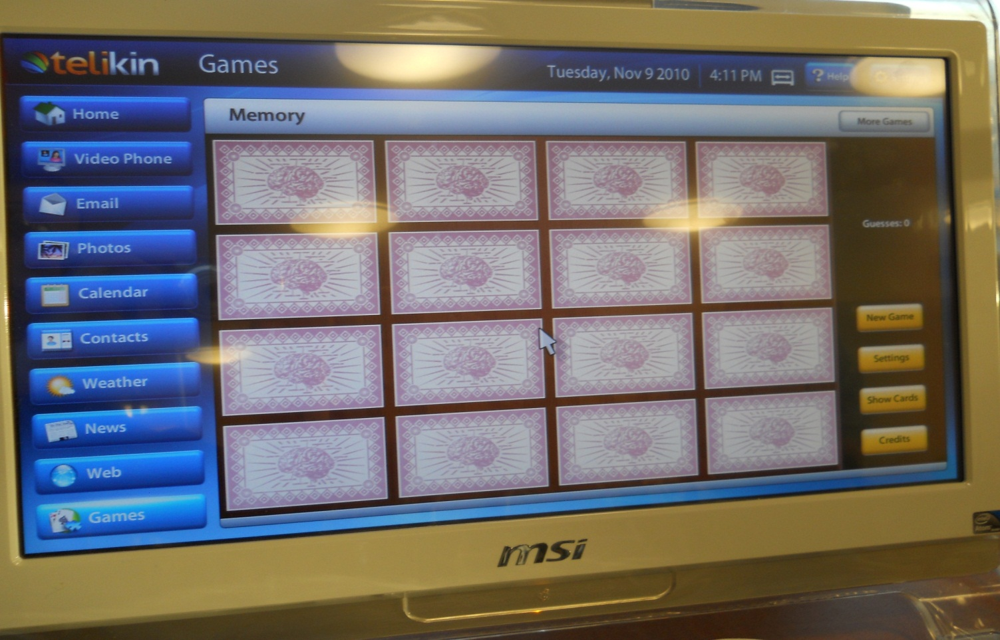 telikin Games Tuesday, Nov 9 2010 4:11 PM ? Help
Memory More Games
Home
Video Phone
Email
Photos
Calendar
Contacts
Weather
News
Web
Games
Guesses: 0
New Game
Settings
Show Cards
Credits
msi